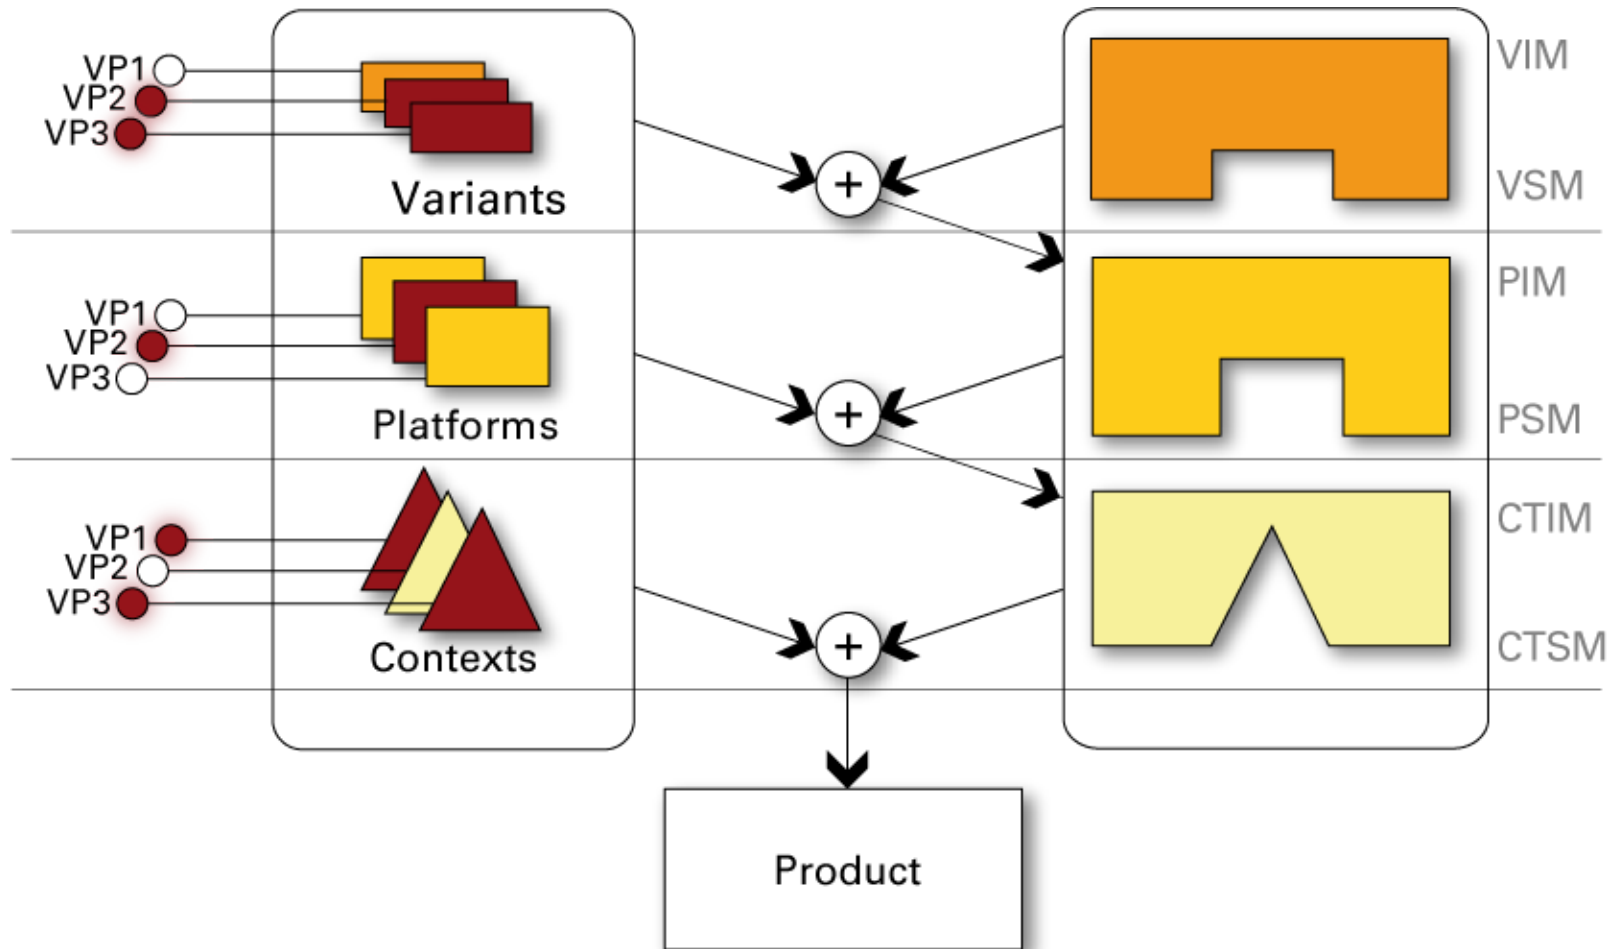 VP1
VP2
VP3
Variants
+
VIM
VSM
VP1
VP2
VP3
Platforms
+
PIM
PSM
VP1
VP2
VP3
Contexts
+
CTIM
CTSM
Product